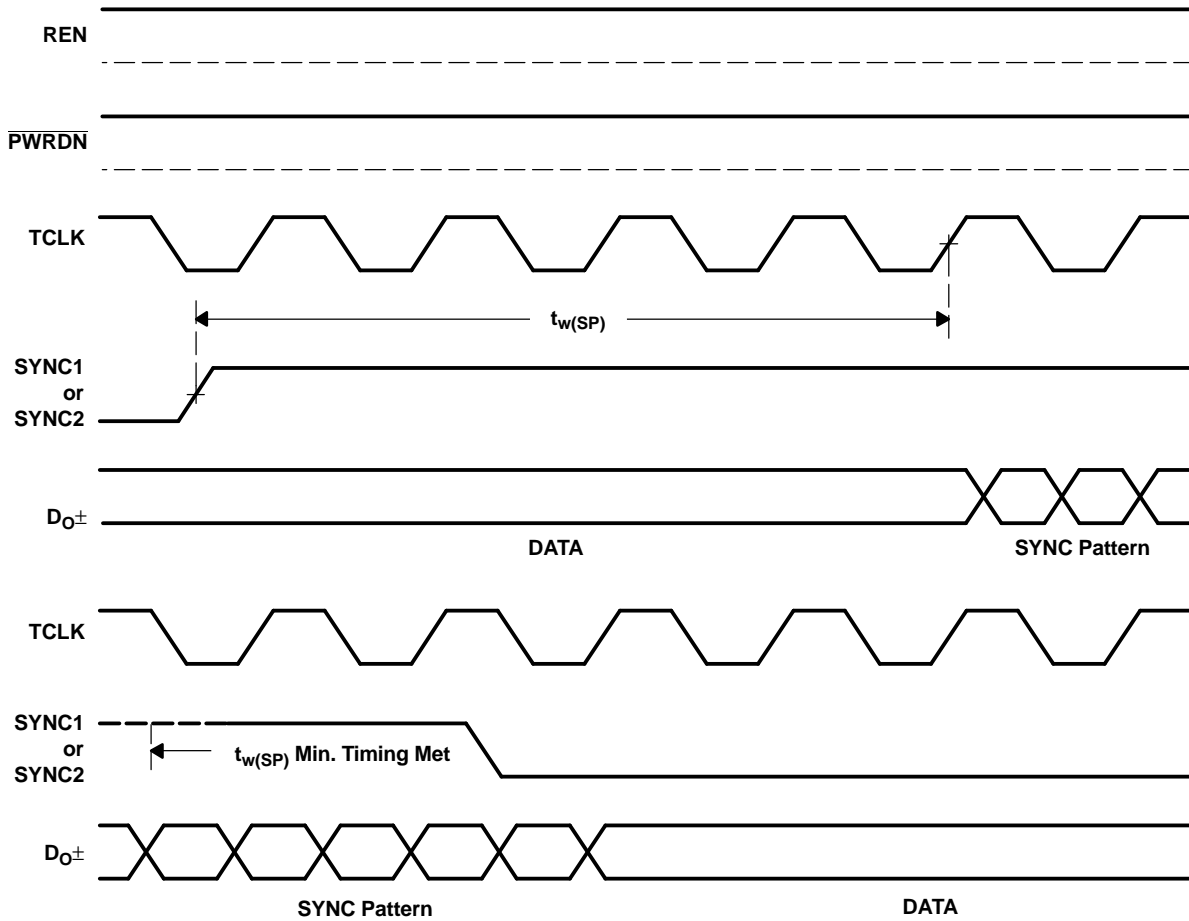 REN
PWRDN
TCLK
tw(SP)
SYNC1
or
SYNC2
DO±
DATA
SYNC Pattern
TCLK
SYNC1
or
SYNC2
tw(SP) Min. Timing Met
DO±
SYNC Pattern
DATA